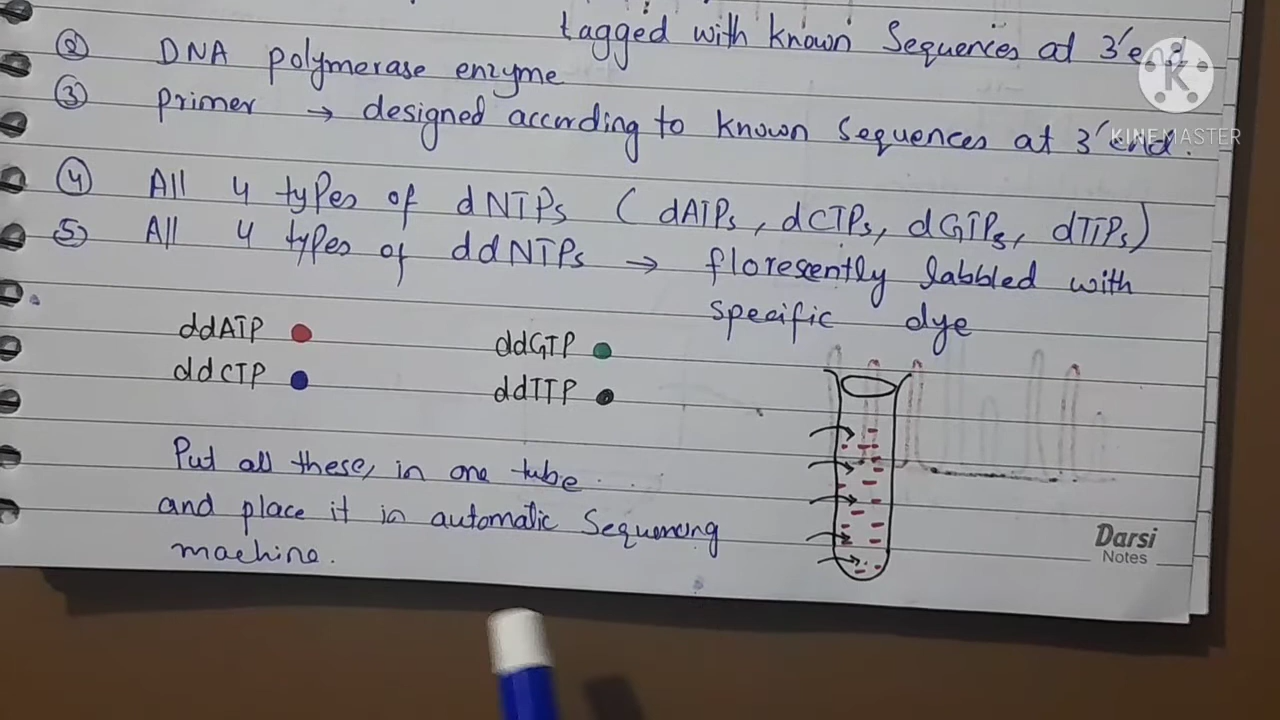 tagged with known Sequences at 3' end
② DNA polymerase enzyme
③ primer → designed according to known sequences at 3' end.
④ All 4 types of dNTPs ( dATPs, dCTPs, dGTPs, dTTPs)
⑤ All 4 types of ddNTPs → floresently labbled with
specific dye
ddATP ddGTP
ddCTP ddTTP
Put all these, in one tube
and place it in automatic Sequencing
machine.
Darsi
Notes
K
KINEMASTER